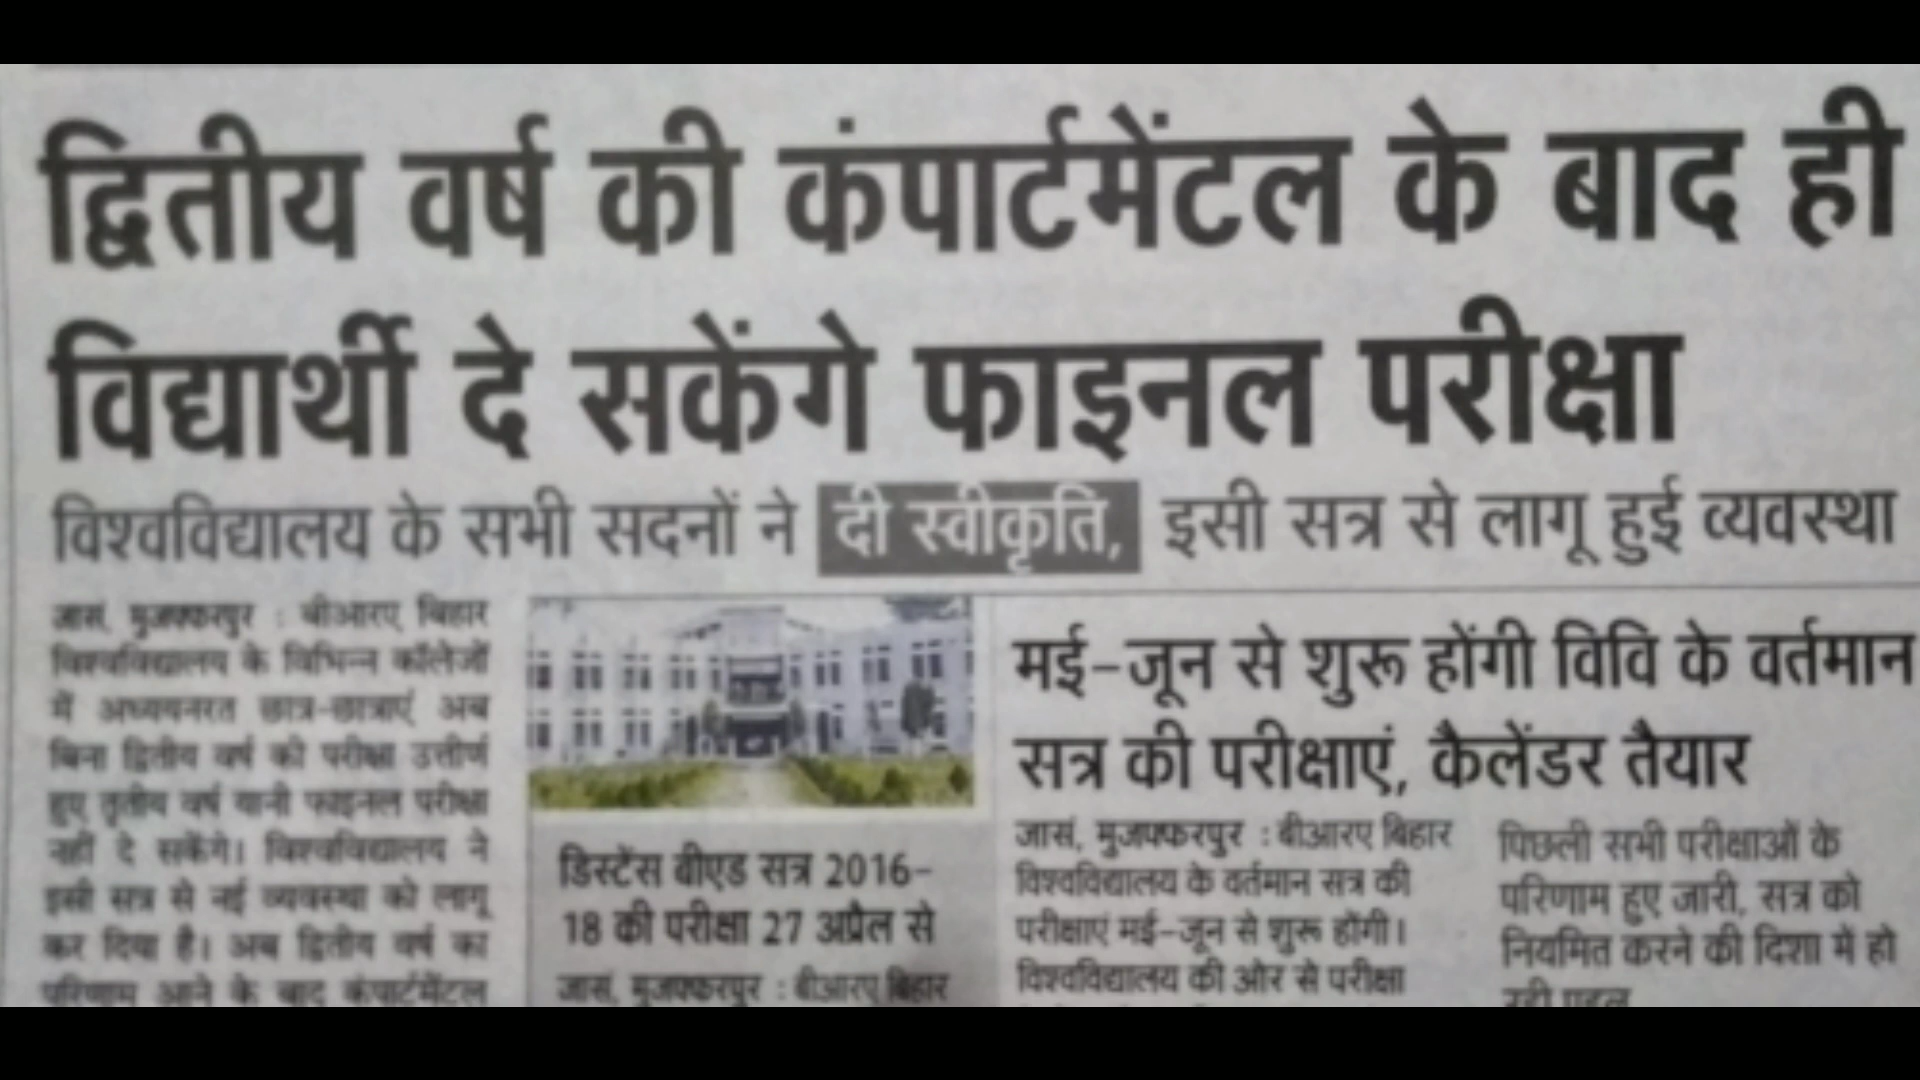 द्वितीय वर्ष की कंपार्टमेंटल के बाद ही
विद्यार्थी दे सकेंगे फाइनल परीक्षा
विश्वविद्यालय के सभी सदनों ने दी स्वीकृति, इसी सत्र से लागू हुई व्यवस्था
जासं, मुजफ्फरपुर : बीआरए बिहार
विश्वविद्यालय के विभिन्न कॉलेजों
में अध्ययनरत छात्र-छात्राएं अब
बिना द्वितीय वर्ष की परीक्षा उत्तीर्ण
हुए तृतीय वर्ष यानी फाइनल परीक्षा
नहीं दे सकेंगे। विश्वविद्यालय ने
इसी सत्र से नई व्यवस्था को लागू
कर दिया है। अब द्वितीय वर्ष का
परिणाम आने के बाद कंपार्टमेंटल
डिस्टेंस बीएड सत्र 2016-
18 की परीक्षा 27 अप्रैल से
जासं, मुजफ्फरपुर : बीआरए बिहार
मई-जून से शुरू होंगी विवि के वर्तमान
सत्र की परीक्षाएं, कैलेंडर तैयार
जासं, मुजफ्फरपुर : बीआरए बिहार
विश्वविद्यालय के वर्तमान सत्र की
परीक्षाएं मई-जून से शुरू होंगी।
विश्वविद्यालय की ओर से परीक्षा
पिछली सभी परीक्षाओं के
परिणाम हुए जारी, सत्र को
नियमित करने की दिशा में हो
रही पहल